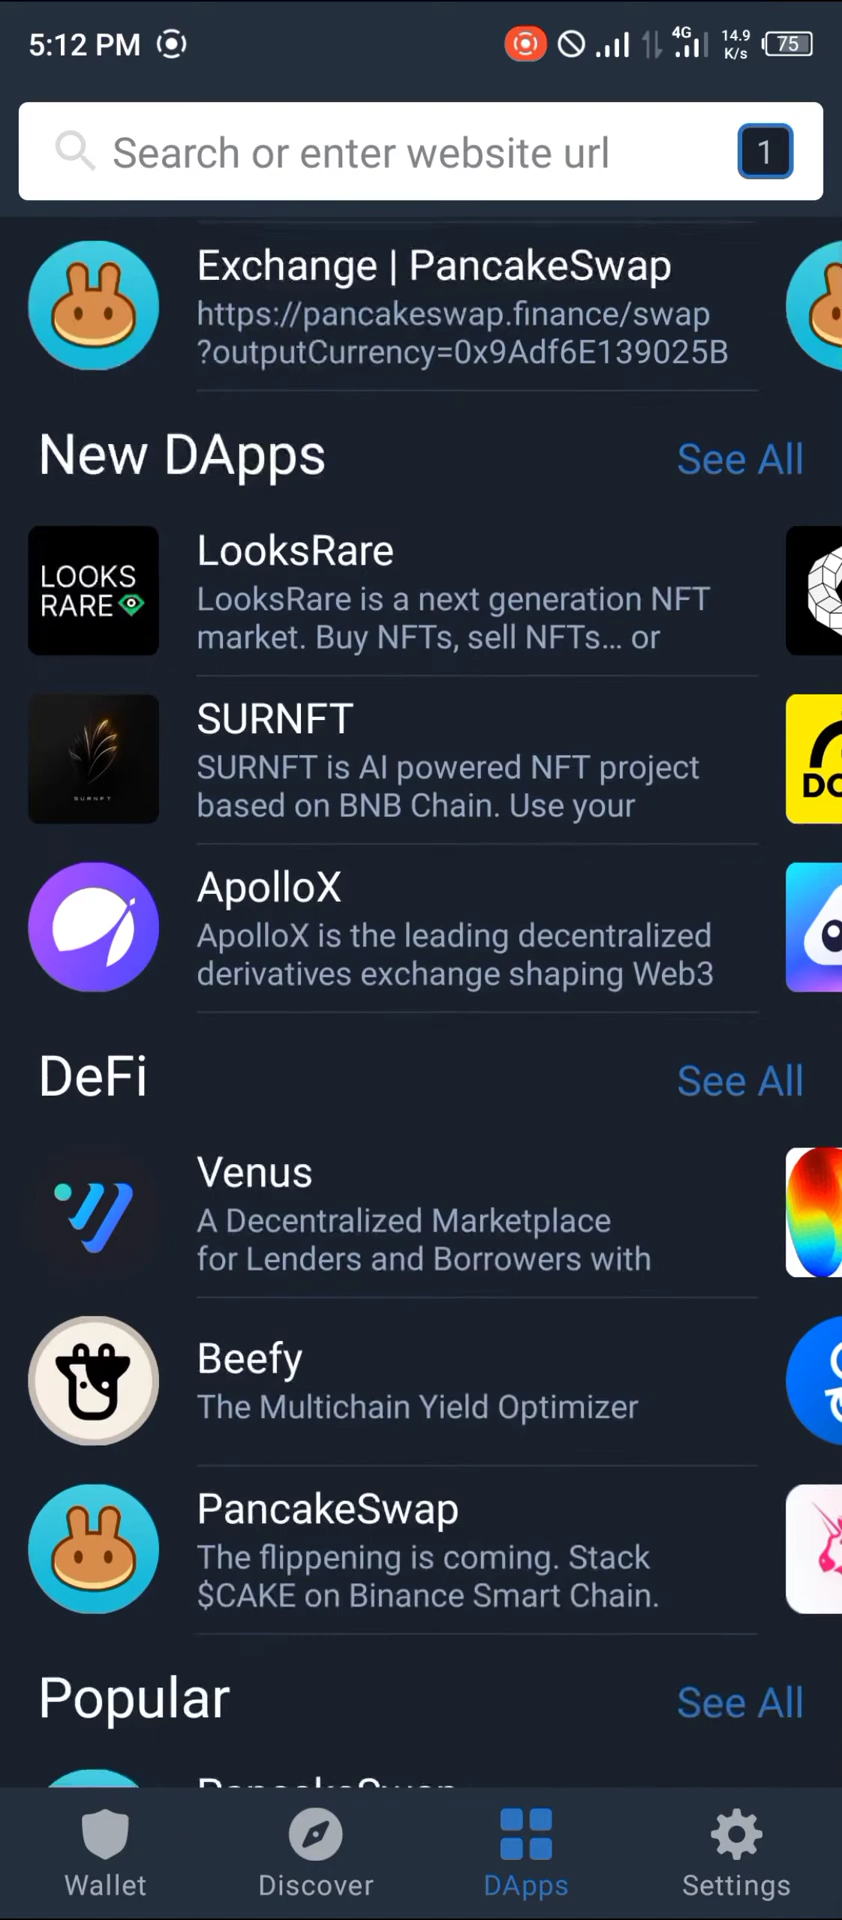 5:12 PM
4G
14.9
K/s
75
Search or enter website url
1
Exchange | PancakeSwap
https://pancakeswap.finance/swap
?outputCurrency=0x9Adf6E139025B
New DApps
See All
LOOKS
RARE
LooksRare
LooksRare is a next generation NFT
market. Buy NFTs, sell NFTs... or
SURNFT
SURNFT
SURNFT is AI powered NFT project
based on BNB Chain. Use your
DO
ApolloX
ApolloX is the leading decentralized
derivatives exchange shaping Web3
DeFi
See All
Venus
A Decentralized Marketplace
for Lenders and Borrowers with
Beefy
The Multichain Yield Optimizer
PancakeSwap
The flippening is coming. Stack
$CAKE on Binance Smart Chain.
Popular
See All
PancakeSwap
Wallet
Discover
DApps
Settings